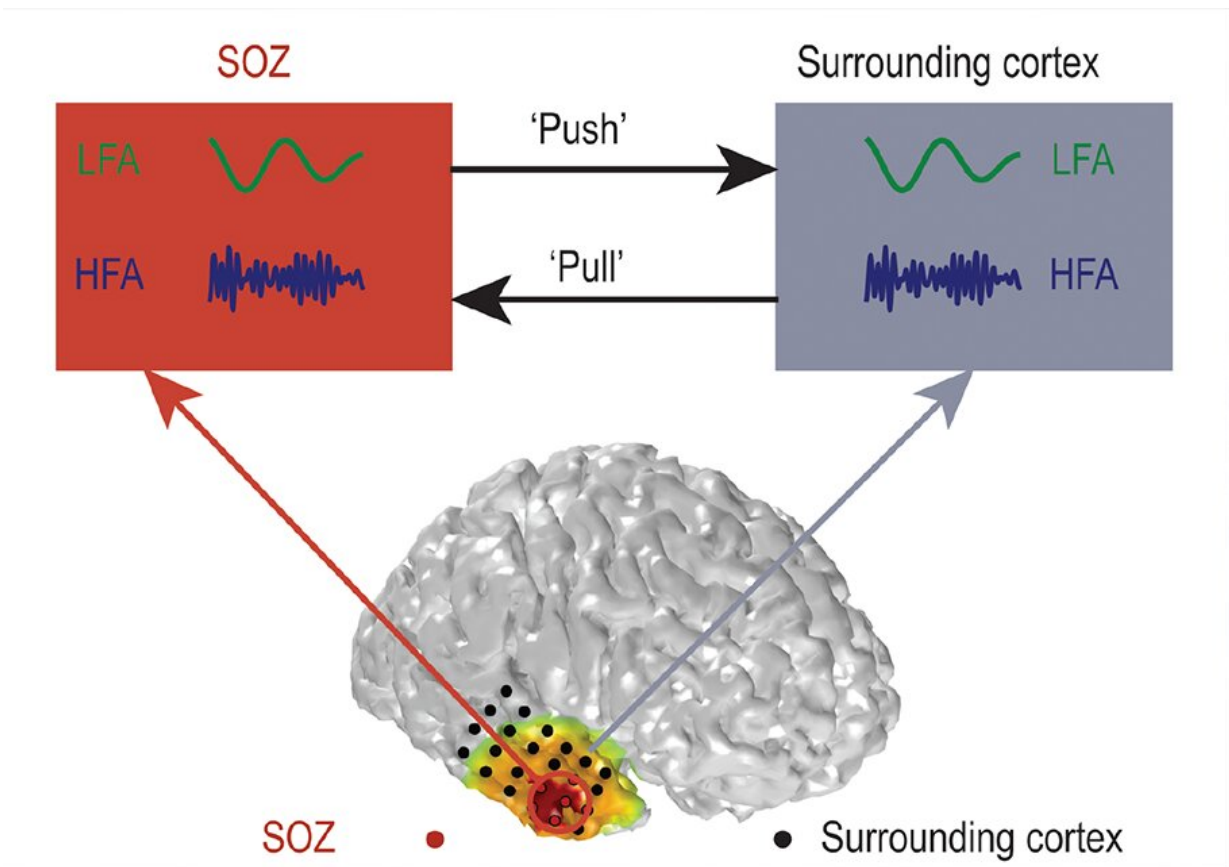 SOZ
Surrounding cortex
LFA
‘Push’
LFA
HFA
‘Pull’
HFA
SOZ
Surrounding cortex